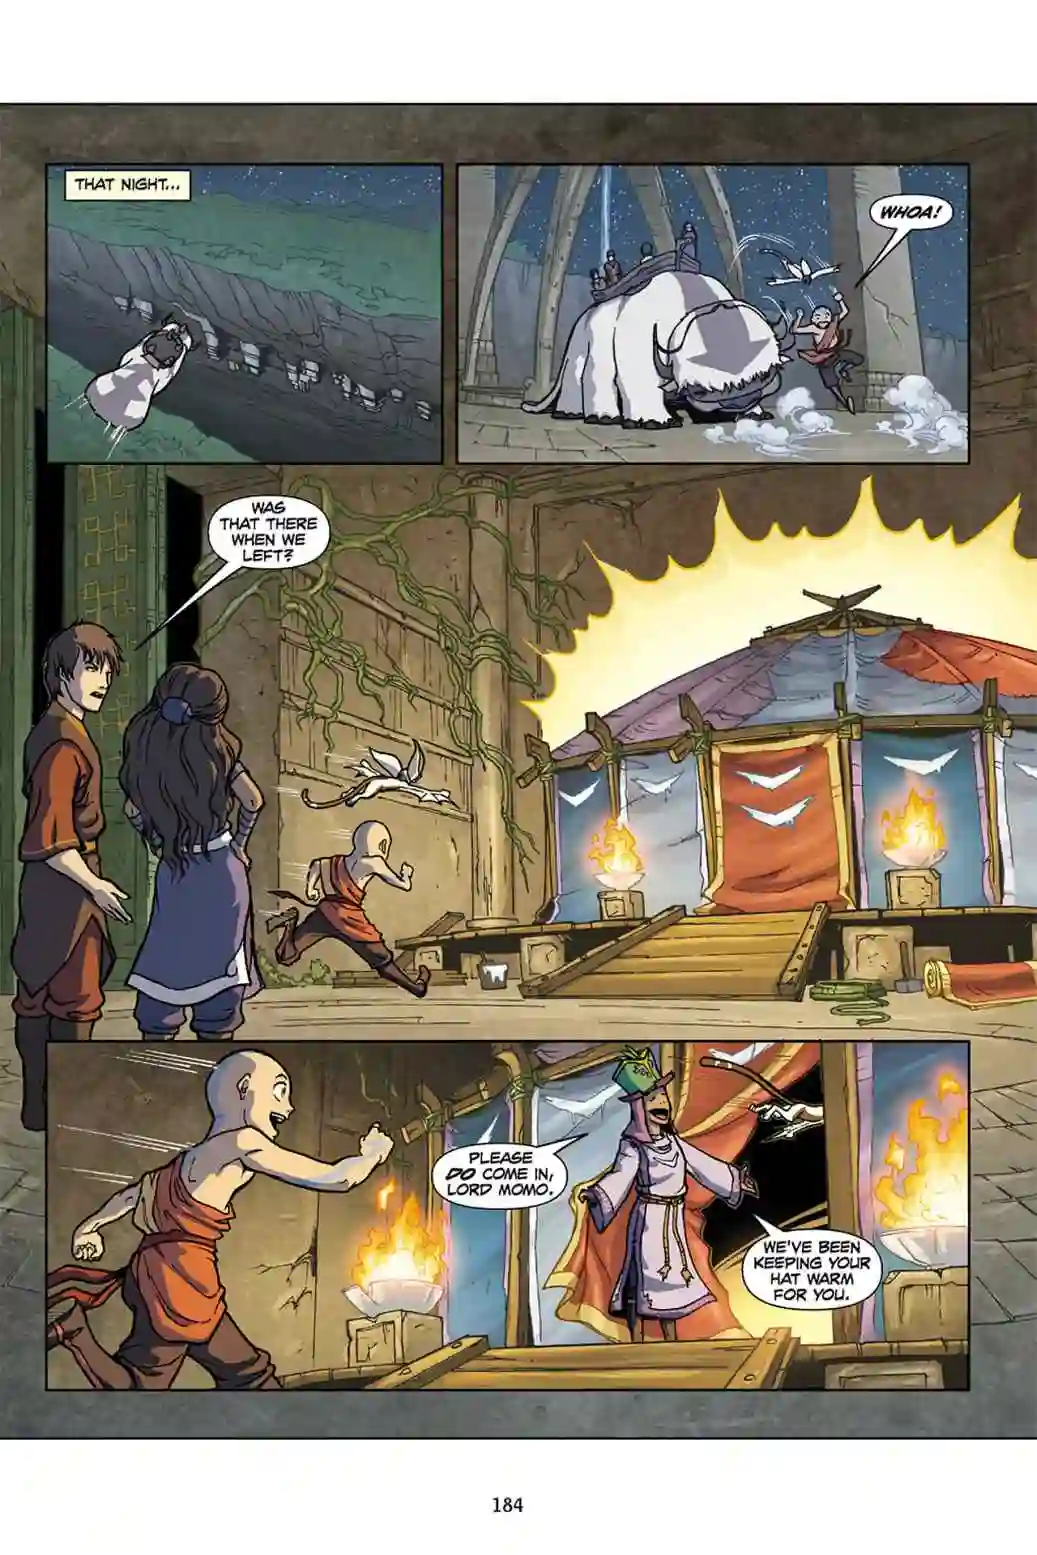 THAT NIGHT...
WHOA!
WAS
THAT THERE
WHEN WE
LEFT?
PLEASE
DO COME IN,
LORD MOMO.
WE'VE BEEN
KEEPING YOUR
HAT WARM
FOR YOU.
184